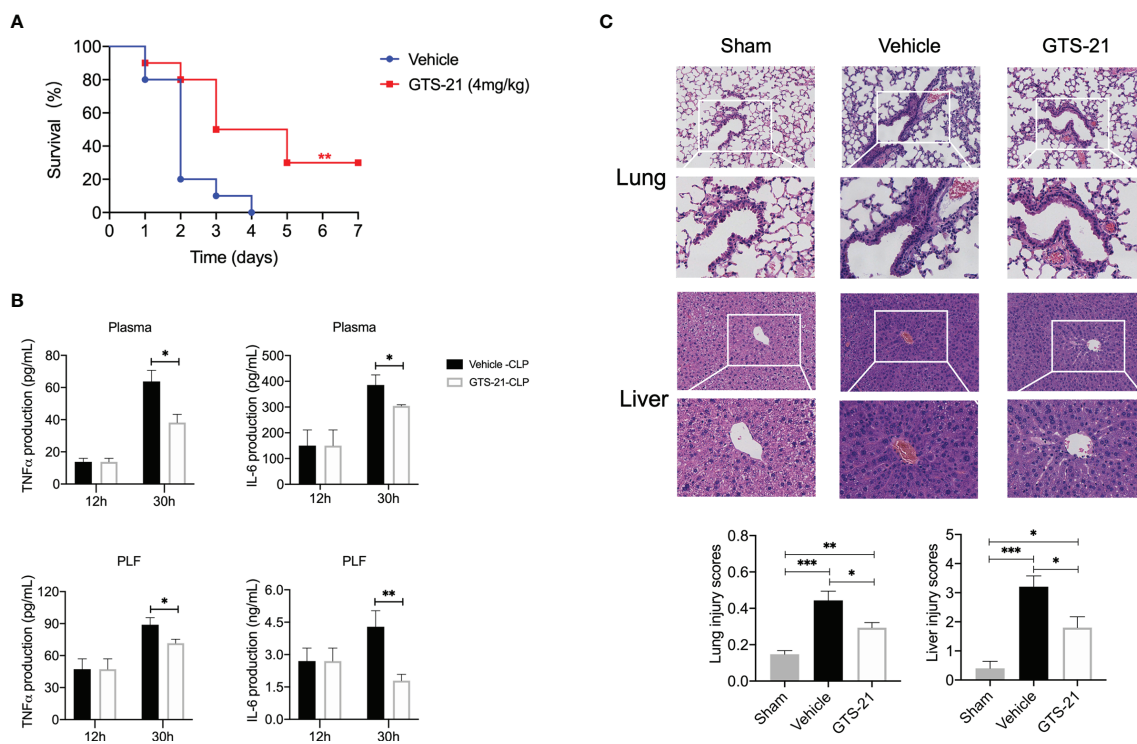 A
Survival (%)
100
80
60
40
20
0
0 1 2 3 4 5 6 7
Time (days)
Vehicle
GTS-21 (4mg/kg)
**
B
Plasma
TNFα production (pg/mL)
80
60
40
20
0
*
12h 30h
Plasma
IL-6 production (pg/mL)
500
400
300
200
100
0
*
12h 30h
Vehicle -CLP
GTS-21-CLP
PLF
TNFα production (pg/mL)
120
90
60
30
0
*
12h 30h
PLF
IL-6 production (ng/mL)
6.0
4.5
3.0
1.5
0.0
**
12h 30h
C
Sham Vehicle GTS-21
Lung
Liver
Lung injury scores
0.8
0.6
0.4
0.2
0.0
**
***
*
Sham Vehicle GTS-21
Liver injury scores
5
4
3
2
1
0
*
***
*
Sham Vehicle GTS-21